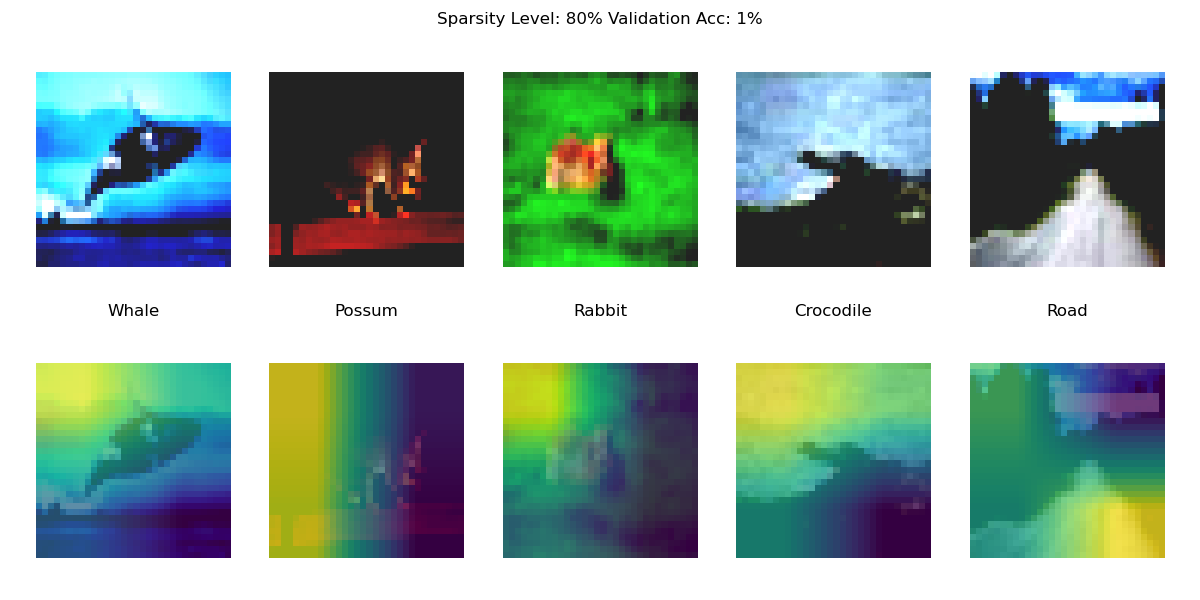 Sparsity Level: 80% Validation Acc: 1%
Whale
Possum
Rabbit
Crocodile
Road